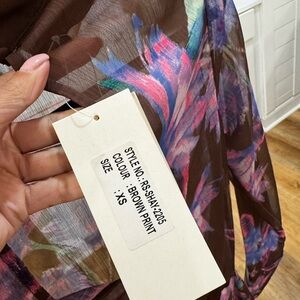 STYLE NO.:RS-SHAY-2205
COLOUR :BROWN PRINT
SIZE :XS